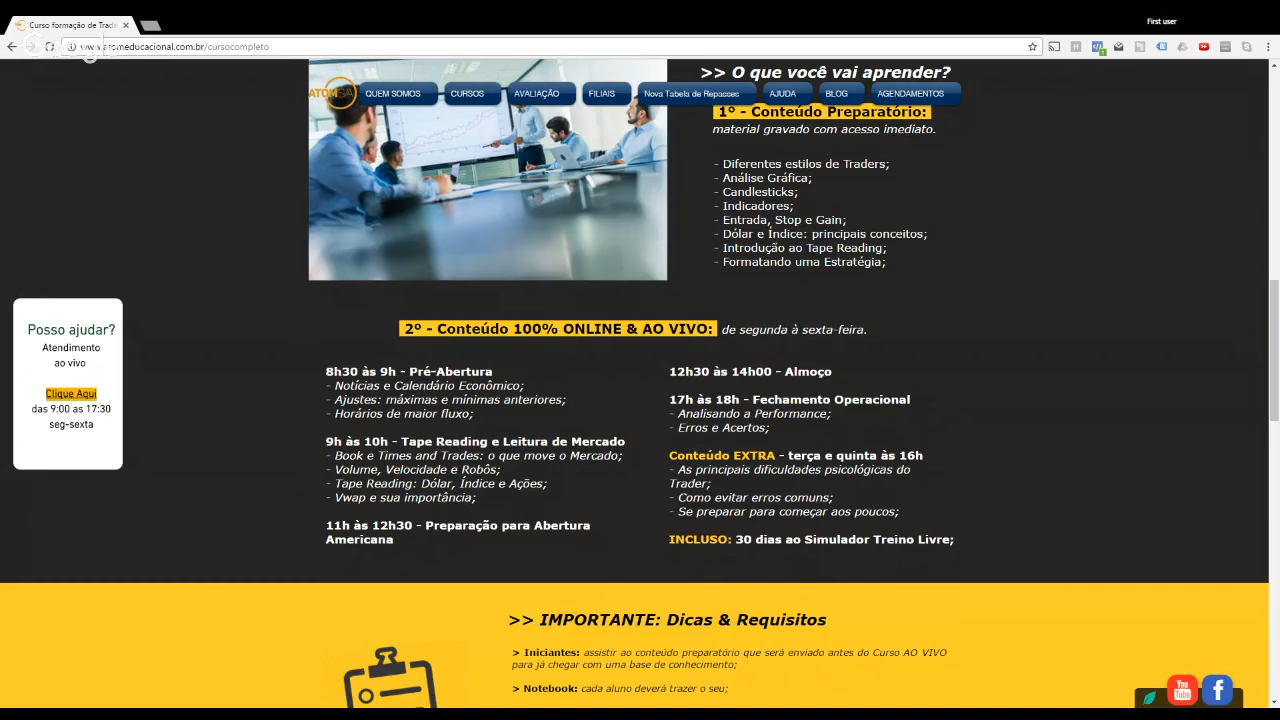 First user
Curso formação de Trade
www.atomeducacional.com.br/cursocompleto
>> O que você vai aprender?
ATOM S/A
QUEM SOMOS
CURSOS
AVALIAÇÃO
FILIAIS
Nova Tabela de Repasses
AJUDA
BLOG
AGENDAMENTOS
1º - Conteúdo Preparatório:
material gravado com acesso imediato.
- Diferentes estilos de Traders;
- Análise Gráfica;
- Candlesticks;
- Indicadores;
- Entrada, Stop e Gain;
- Dólar e Índice: principais conceitos;
- Introdução ao Tape Reading;
- Formatando uma Estratégia;
2º - Conteúdo 100% ONLINE & AO VIVO: de segunda à sexta-feira.
Posso ajudar?
Atendimento
ao vivo
Clique Aqui
das 9:00 as 17:30
seg-sexta
8h30 às 9h - Pré-Abertura
- Notícias e Calendário Econômico;
- Ajustes: máximas e mínimas anteriores;
- Horários de maior fluxo;
9h às 10h - Tape Reading e Leitura de Mercado
- Book e Times and Trades: o que move o Mercado;
- Volume, Velocidade e Robôs;
- Tape Reading: Dólar, Índice e Ações;
- Vwap e sua importância;
11h às 12h30 - Preparação para Abertura
Americana
12h30 às 14h00 - Almoço
17h às 18h - Fechamento Operacional
- Analisando a Performance;
- Erros e Acertos;
Conteúdo EXTRA - terça e quinta às 16h
- As principais dificuldades psicológicas do
Trader;
- Como evitar erros comuns;
- Se preparar para começar aos poucos;
INCLUSO: 30 dias ao Simulador Treino Livre;
>> IMPORTANTE: Dicas & Requisitos
> Iniciantes: assistir ao conteúdo preparatório que será enviado antes do Curso AO VIVO
para já chegar com uma base de conhecimento;
> Notebook: cada aluno deverá trazer o seu;
You
Tube